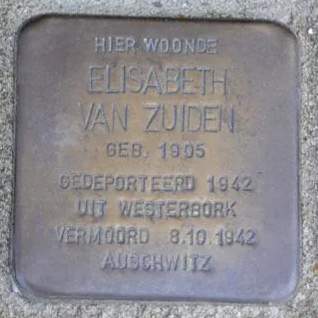 HIER WOONDE
ELISABETH
VAN ZUIDEN
GEB. 1905
GEDEPORTEERD 1942
UIT WESTERBORK
VERMOORD 8.10.1942
AUSCHWITZ